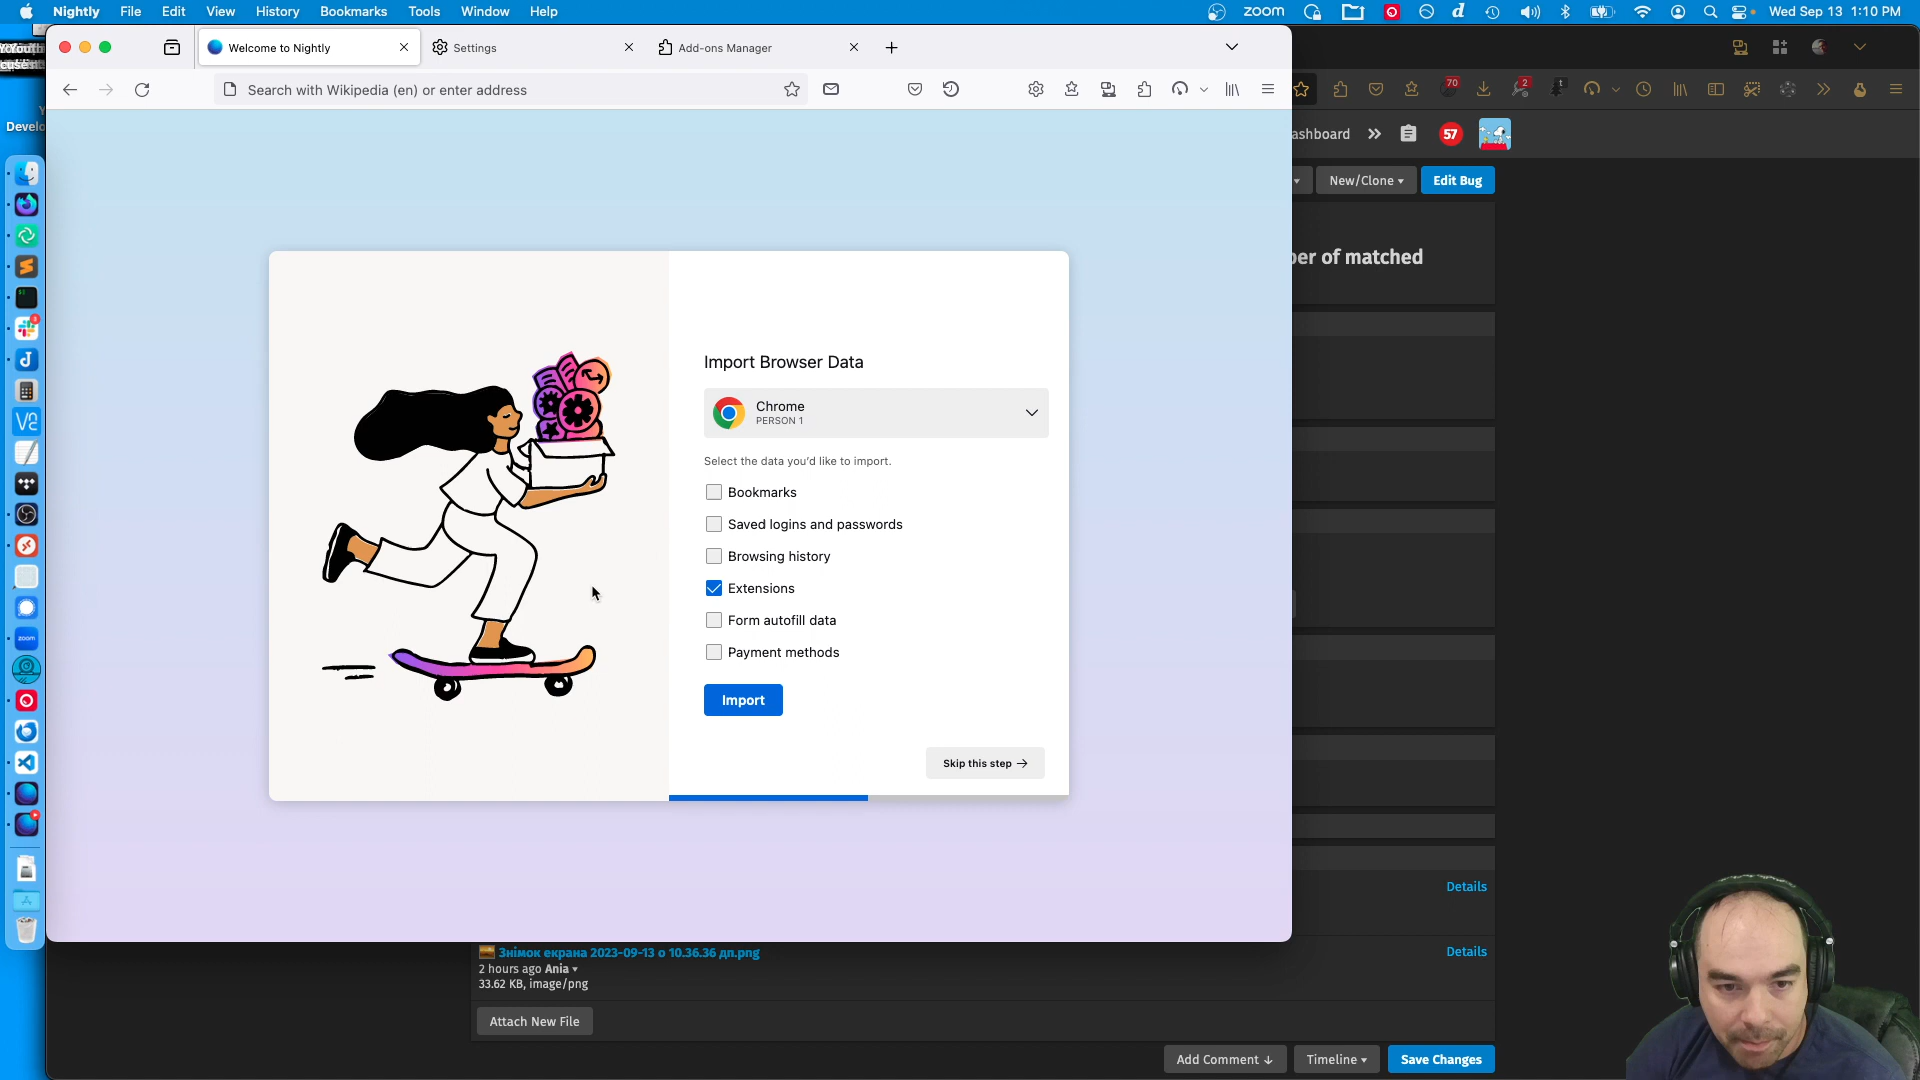 Nightly File Edit View History Bookmarks Tools Window Help
zoom
Wed Sep 13 1:10 PM
Welcome to Nightly
Settings
Add-ons Manager
Search with Wikipedia (en) or enter address
70
2
t
Develo
ashboard
57
New/Clone
Edit Bug
ber of matched
Import Browser Data
Chrome
PERSON 1
Select the data you'd like to import.
Bookmarks
Saved logins and passwords
Browsing history
Extensions
Form autofill data
Payment methods
Import
Skip this step
zoom
Details
Знімок екрана 2023-09-13 о 10.36.36 дп.png
Details
2 hours ago Ania
33.62 KB, image/png
Attach New File
Add Comment ↓
Timeline
Save Changes